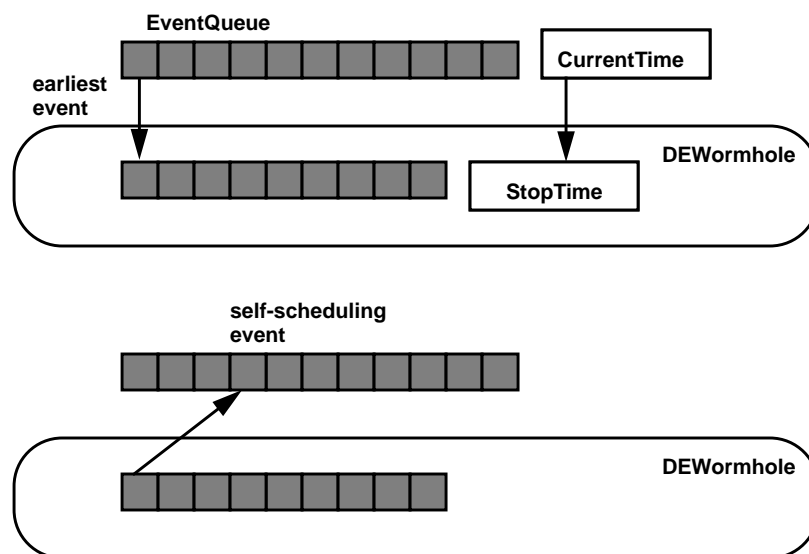 EventQueue
CurrentTime
earliest
event
DEWormhole
StopTime
self-scheduling
event
DEWormhole